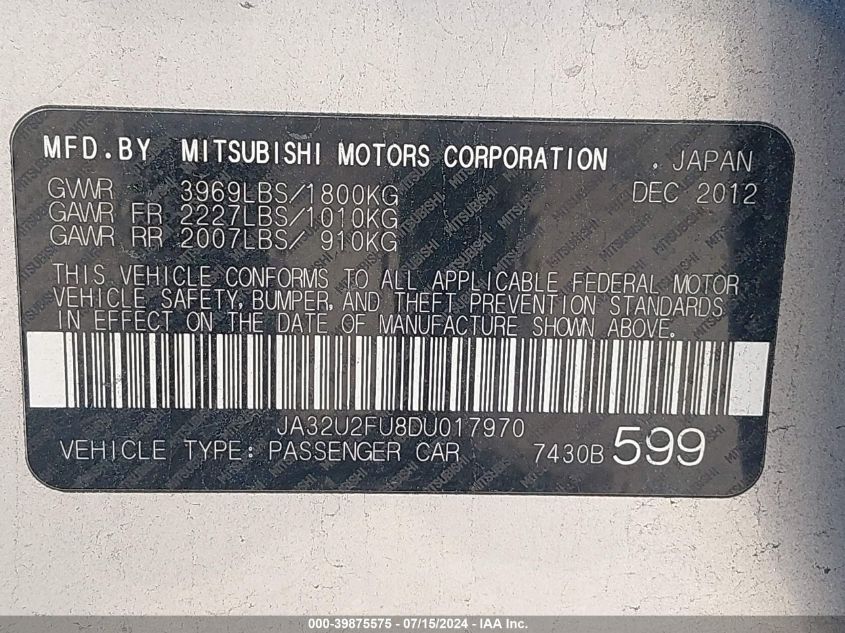 MFD.BY MITSUBISHI MOTORS CORPORATION . JAPAN
GVWR 3969LBS/1800KG DEC 2012
GAWR FR 2227LBS/1010KG
GAWR RR 2007LBS/ 910KG
THIS VEHICLE CONFORMS TO ALL APPLICABLE FEDERAL MOTOR
VEHICLE SAFETY, BUMPER, AND THEFT PREVENTION STANDARDS
IN EFFECT ON THE DATE OF MANUFACTURE SHOWN ABOVE.
JA32U2FU8DU017970
VEHICLE TYPE: PASSENGER CAR 7430B 599
000-39875575 - 07/15/2024 - IAA Inc.